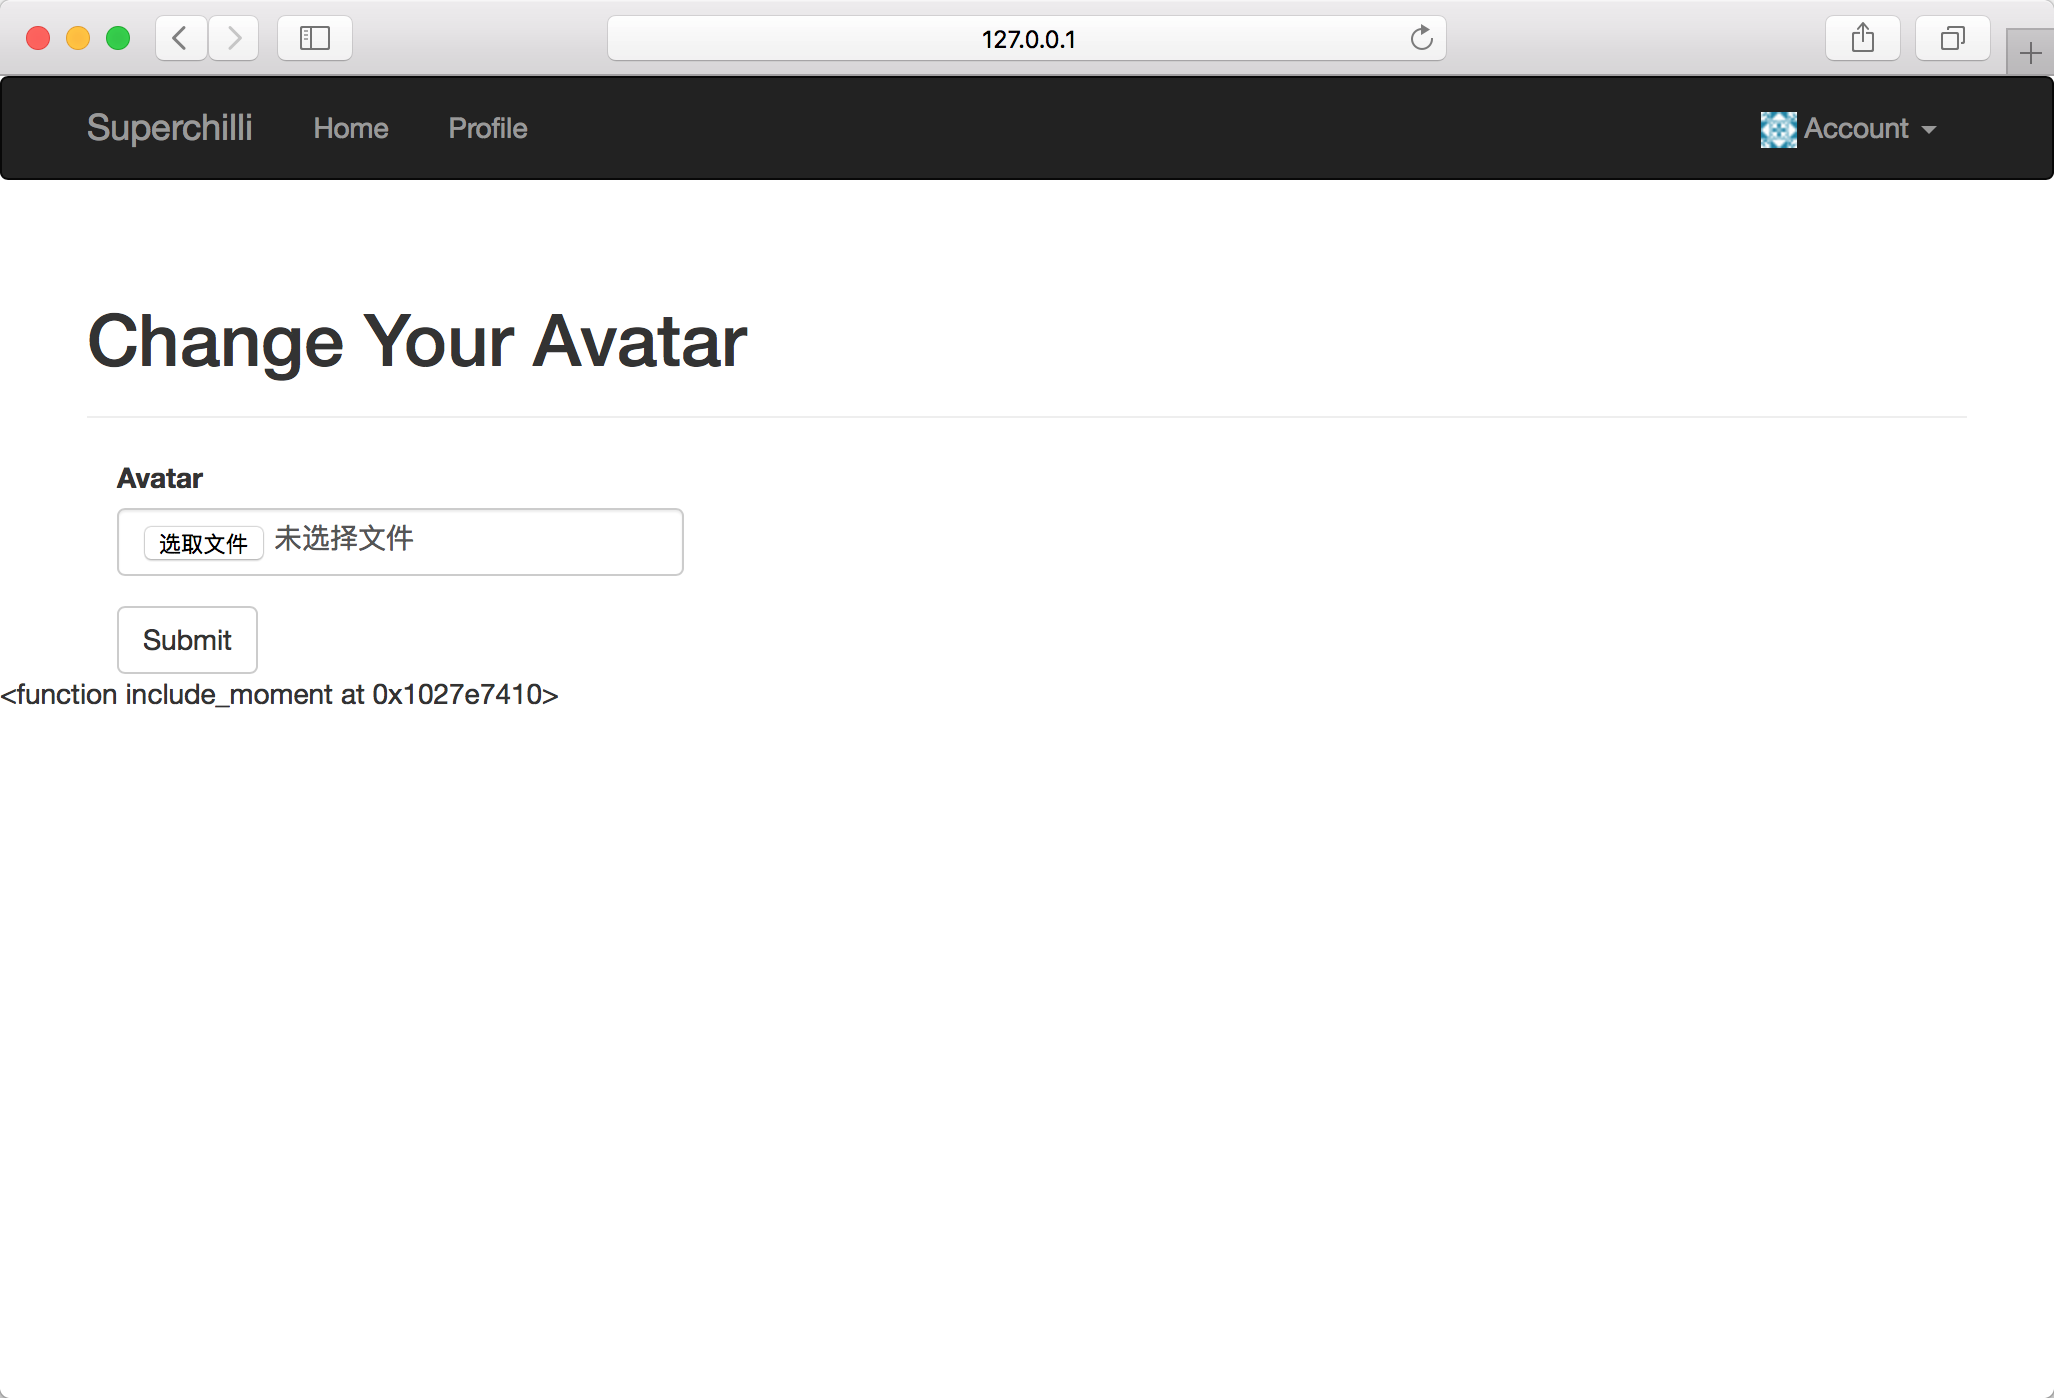 127.0.0.1
Superchilli Home Profile Account
Change Your Avatar
Avatar
选取文件 未选择文件
Submit
<function include_moment at 0x1027e7410>